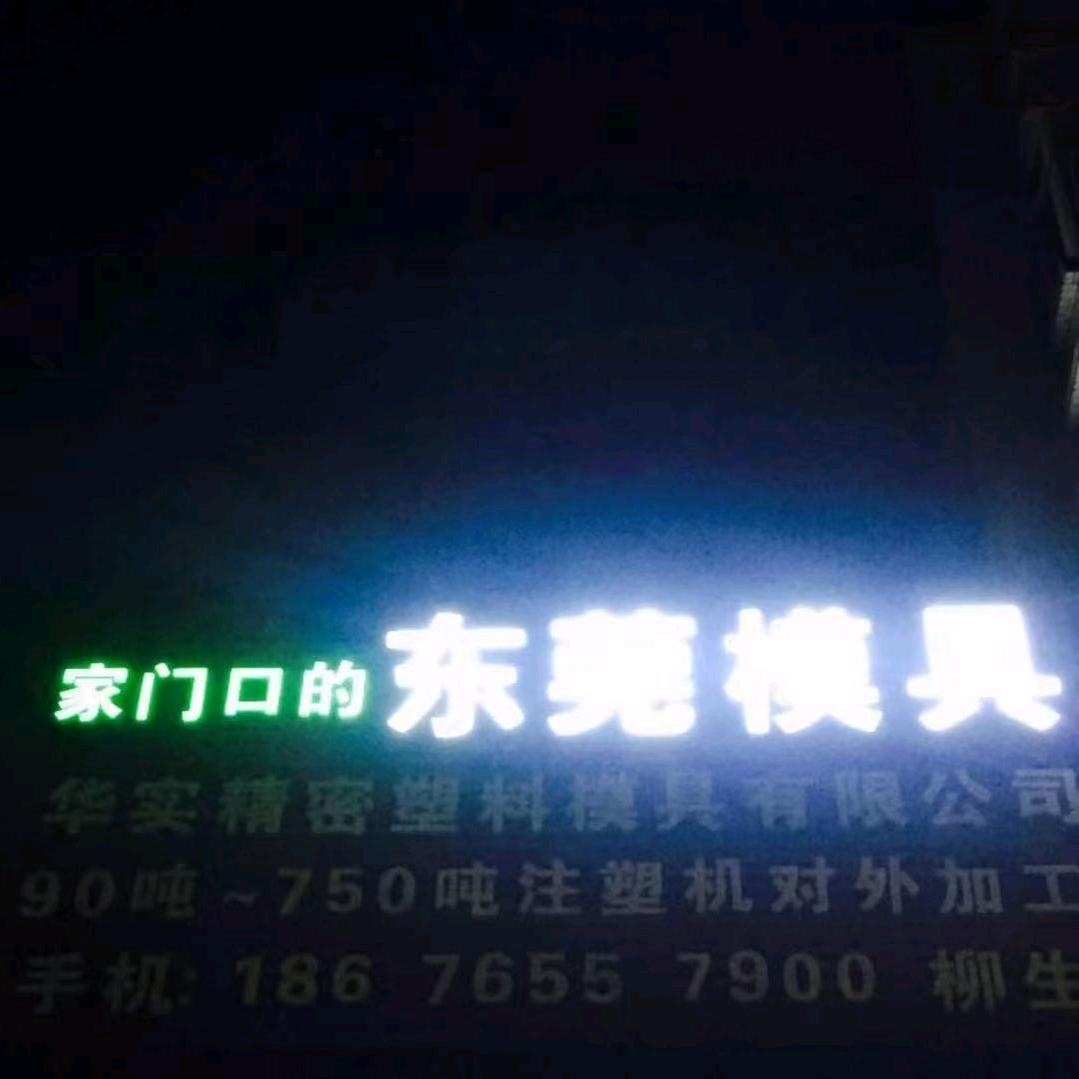 家门口的东莞模具
华实精密塑料模具有限公司
90吨~750吨注塑机对外加工
手机: 186 7655 7900 柳生